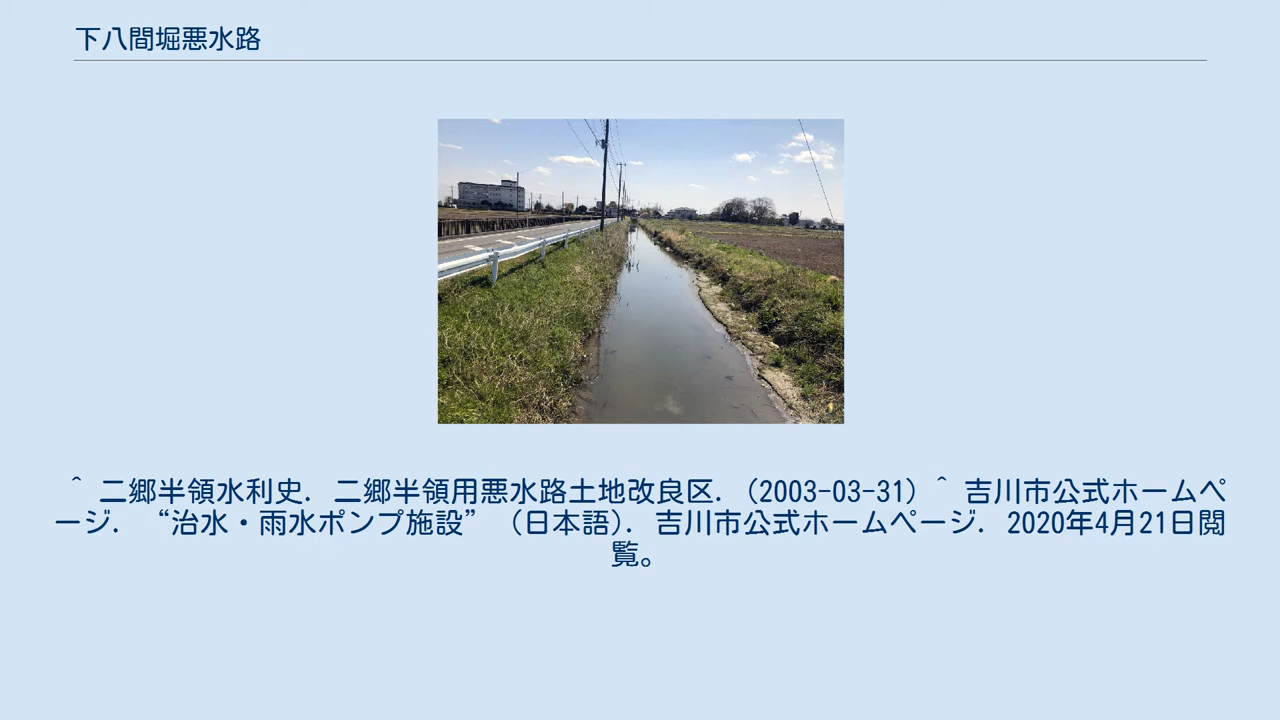 下八間堀悪水路
^ 二郷半領水利史. 二郷半領用悪水路土地改良区. (2003-03-31) ^ 吉川市公式ホームペ
ージ. “治水・雨水ポンプ施設” (日本語). 吉川市公式ホームページ. 2020年4月21日閲
覧。